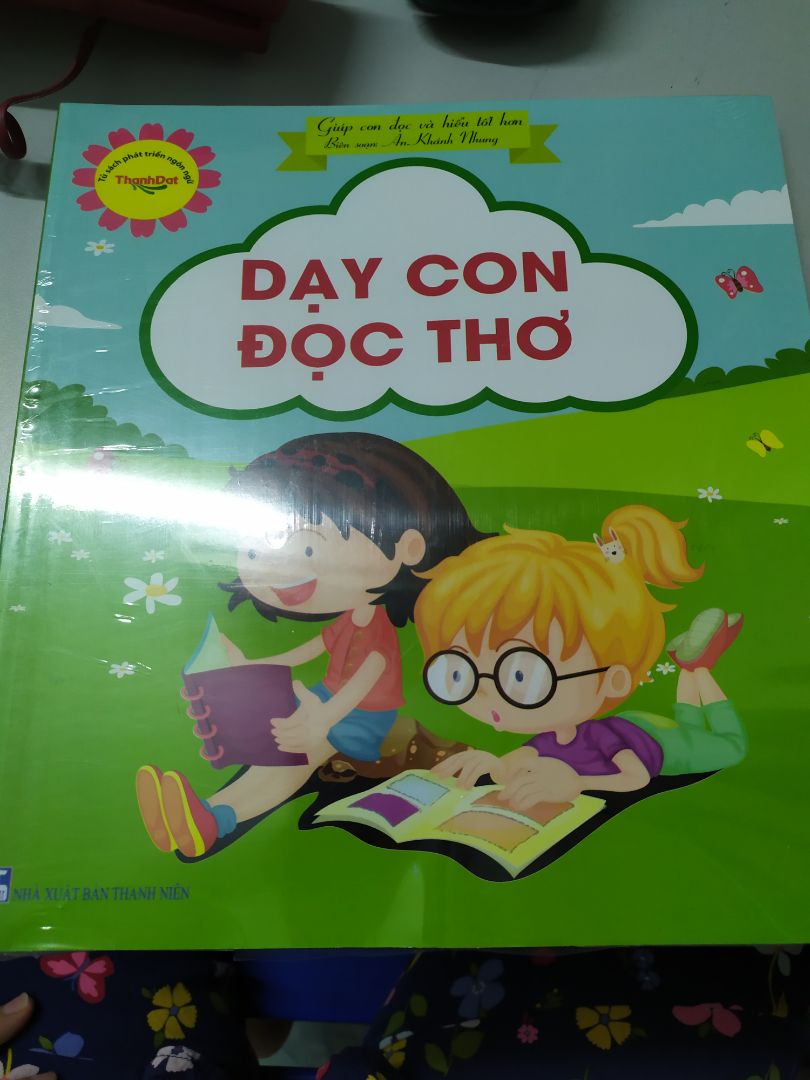 Giúp con đọc và hiểu tốt hơn
Biên soạn: Ân Khánh Nhung
Tủ sách phát triển ngôn ngữ
ThanhDat
DẠY CON
ĐỌC THƠ
NHÀ XUẤT BẢN THANH NIÊN